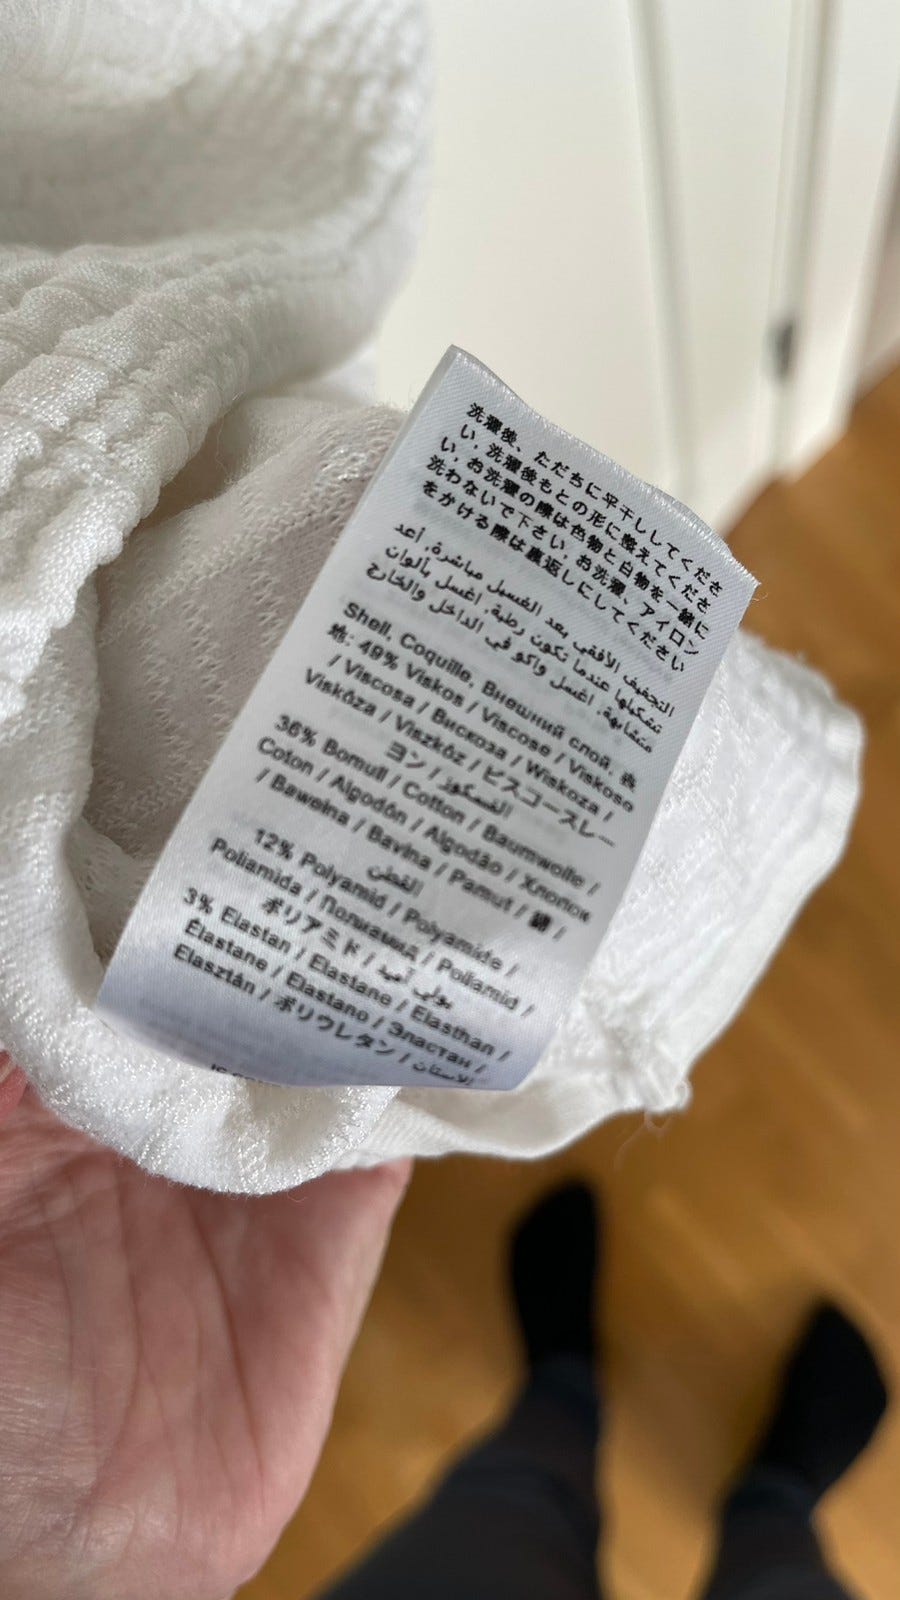 洗濯後、ただちに平干ししてくださ
い. 洗濯後もとの形に整えてくださ
い. お洗濯の際は色物と白物を一緒に
洗わないで下さい. お洗濯、アイロン
をかける際は裏返しにしてください
التجفيف الأفقي بعد الغسيل مباشرة. أعد
تشكيلها عندما تكون رطبة. اغسل بألوان
متشابهة. اغسل واكو في الداخل والخارج
Shell, Coquille, Внешний слой, 表
地: 49% Viskos / Viscose / Viskose
/ Viscosa / Вискоза / Wiskoza /
Viskóza / Viszkóz / ビスコースレー
ヨン / الفسكوز
36% Bomull / Cotton / Baumwolle /
Coton / Algodón / Algodão / Хлопок
/ Bawełna / Bavlna / Pamut / 綿 /
القطن
12% Polyamid / Polyamide /
Poliamida / Полиамид / Poliamid /
ポリアミド / بولي أميد
3% Elastan / Elastane / Elasthan /
Élastane / Elastano / Эластан /
Elasztán / ポリウレタン / الاستان